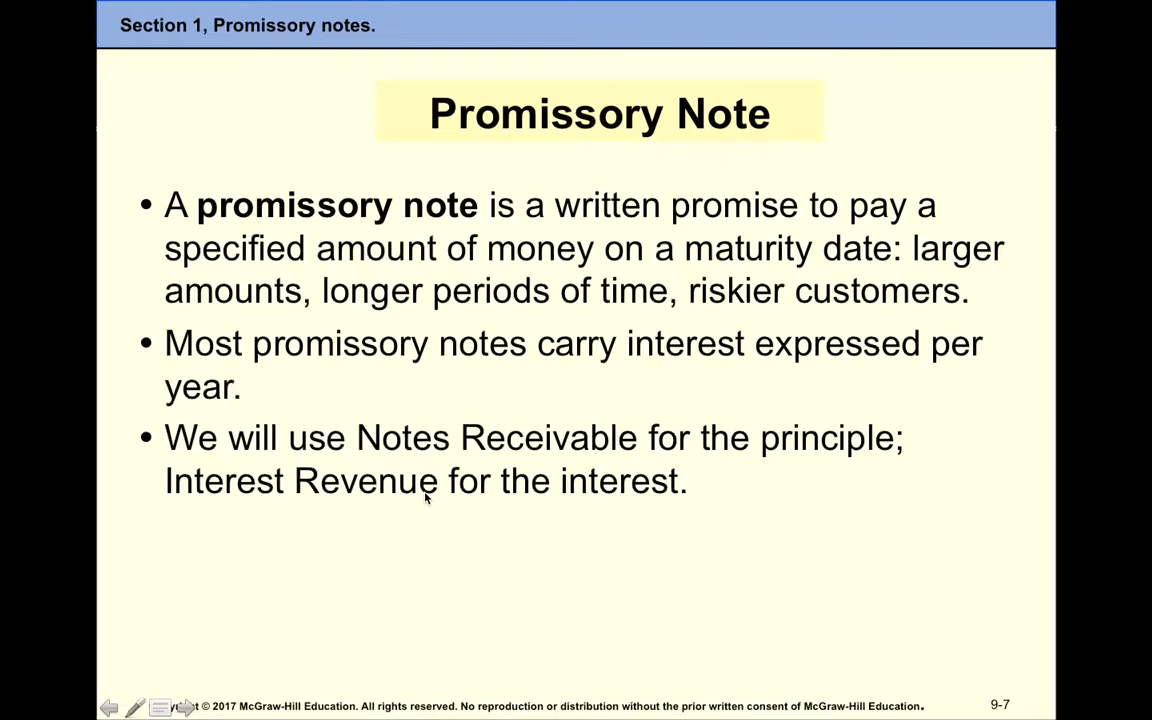 Section 1, Promissory notes.
Promissory Note
• A promissory note is a written promise to pay a
specified amount of money on a maturity date: larger
amounts, longer periods of time, riskier customers.
• Most promissory notes carry interest expressed per
year.
• We will use Notes Receivable for the principle;
Interest Revenue for the interest.
© 2017 McGraw-Hill Education. All rights reserved. No reproduction or distribution without the prior written consent of McGraw-Hill Education.
9-7